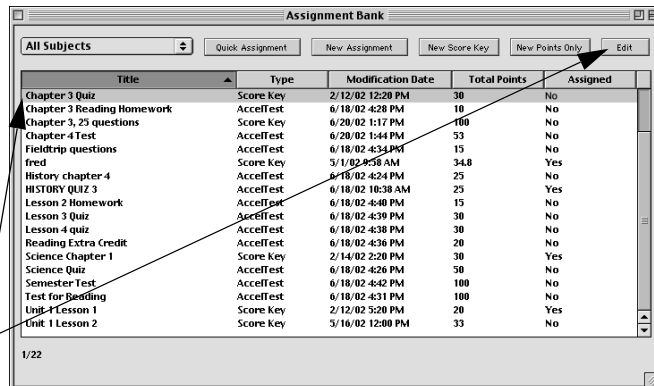 Assignment Bank
All Subjects Quick Assignment New Assignment New Score Key New Points Only Edit
Title Type Modification Date Total Points Assigned
Chapter 3 Quiz Score Key 2/12/02 12:20 PM 30 No
Chapter 3 Reading Homework AccelTest 6/18/02 4:28 PM 10 No
Chapter 3, 25 questions Score Key 6/20/02 1:17 PM 100 No
Chapter 4 Test AccelTest 6/20/02 1:44 PM 53 No
Fieldtrip questions AccelTest 6/18/02 4:34 PM 15 No
fred Score Key 5/1/02 9:58 AM 34.8 Yes
History chapter 4 AccelTest 6/18/02 4:24 PM 25 No
HISTORY QUIZ 3 AccelTest 6/18/02 10:38 AM 25 Yes
Lesson 2 Homework AccelTest 6/18/02 4:40 PM 15 No
Lesson 3 Quiz AccelTest 6/18/02 4:39 PM 30 No
Lesson 4 quiz AccelTest 6/18/02 4:38 PM 30 No
Reading Extra Credit AccelTest 6/18/02 4:36 PM 20 No
Science Chapter 1 Score Key 2/14/02 2:20 PM 30 Yes
Science Quiz AccelTest 6/18/02 4:26 PM 50 No
Semester Test AccelTest 6/18/02 4:42 PM 100 No
Test for Reading AccelTest 6/18/02 4:31 PM 100 No
Unit 1 Lesson 1 Score Key 2/12/02 5:20 PM 20 Yes
Unit 1 Lesson 2 Score Key 5/16/02 12:00 PM 33 No
1/22